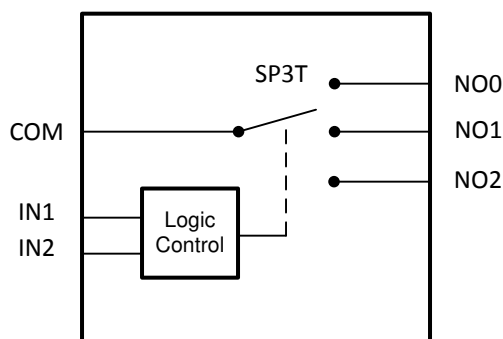 SP3T
NO0
COM
NO1
NO2
IN1
Logic
Control
IN2